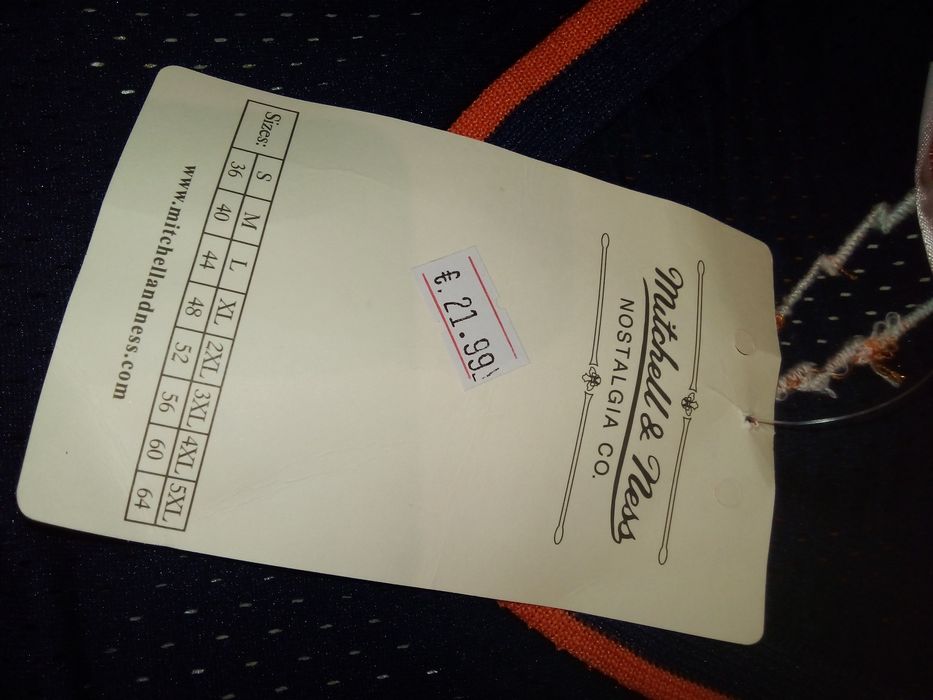 Mitchell & Ness
NOSTALGIA CO.
€. 21.99
Sizes: S M L XL 2XL 3XL 4XL 5XL
36 40 44 48 52 56 60 64
www.mitchellandness.com